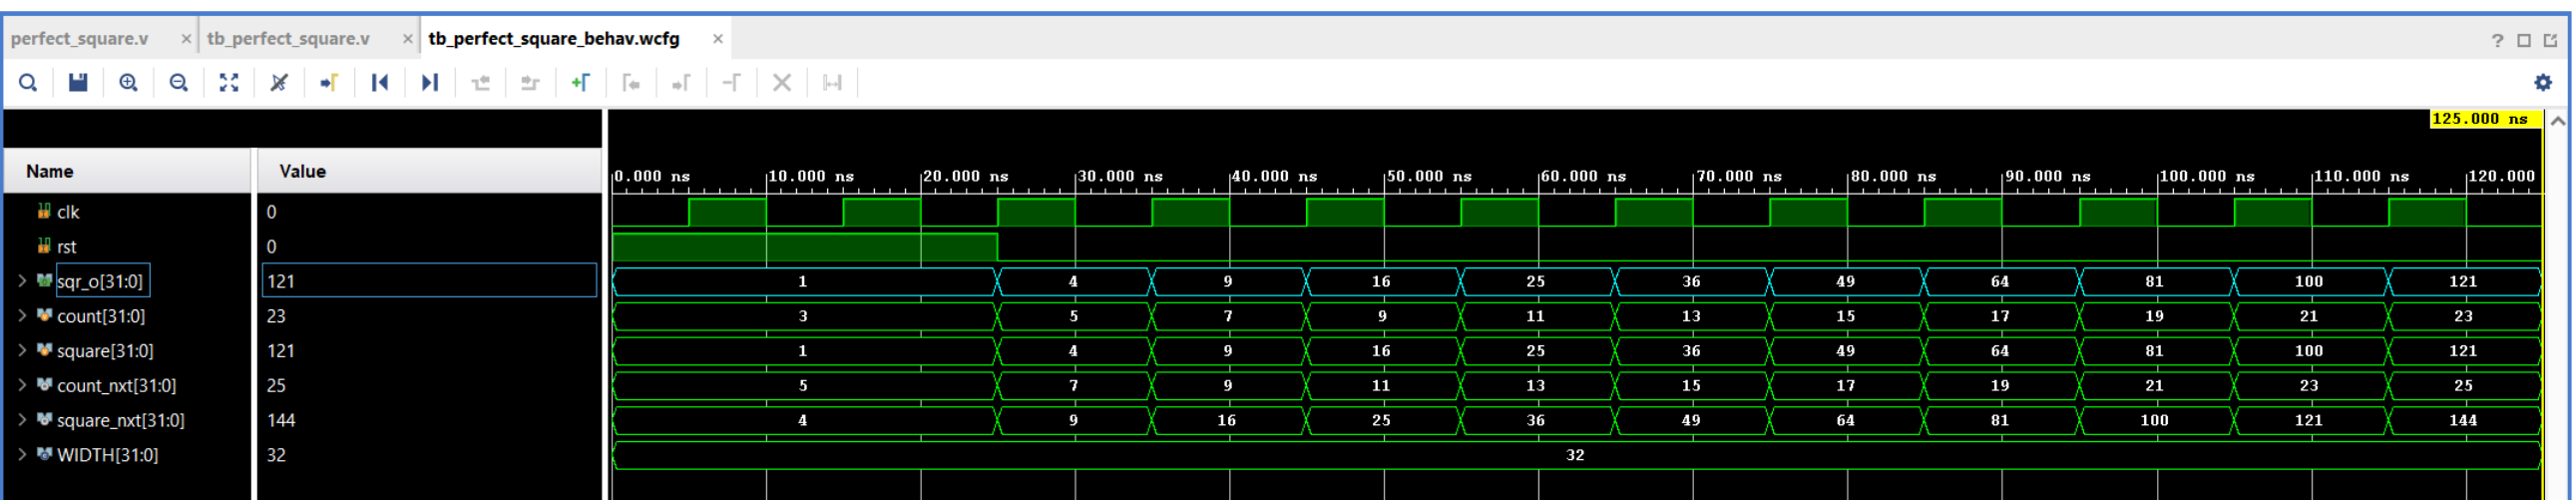 perfect_square.v × tb_perfect_square.v × tb_perfect_square_behav.wcfg ×
125.000 ns
Name Value
0.000 ns 10.000 ns 20.000 ns 30.000 ns 40.000 ns 50.000 ns 60.000 ns 70.000 ns 80.000 ns 90.000 ns 100.000 ns 110.000 ns 120.000
clk 0
rst 0
sqr_o[31:0] 121 1 4 9 16 25 36 49 64 81 100 121
count[31:0] 23 3 5 7 9 11 13 15 17 19 21 23
square[31:0] 121 1 4 9 16 25 36 49 64 81 100 121
count_nxt[31:0] 25 5 7 9 11 13 15 17 19 21 23 25
square_nxt[31:0] 144 4 9 16 25 36 49 64 81 100 121 144
WIDTH[31:0] 32 32